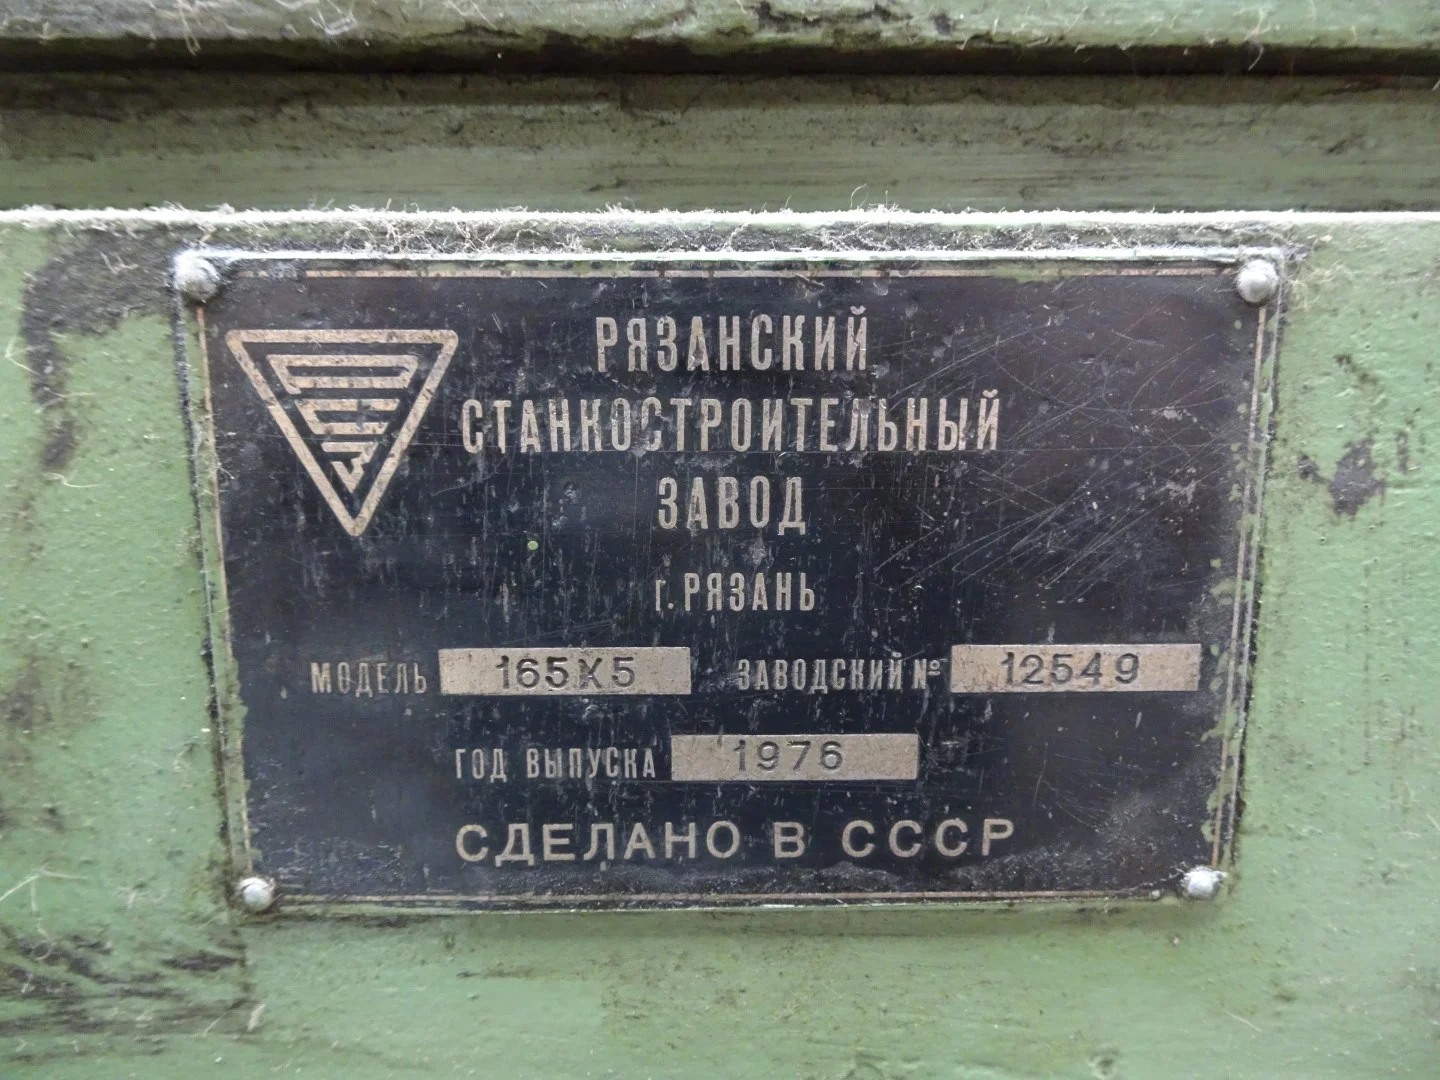 РЯЗАНСКИЙ
СТАНКОСТРОИТЕЛЬНЫЙ
ЗАВОД
г. РЯЗАНЬ
МОДЕЛЬ 165Х5 ЗАВОДСКИЙ № 12549
ГОД ВЫПУСКА 1976
СДЕЛАНО В СССР